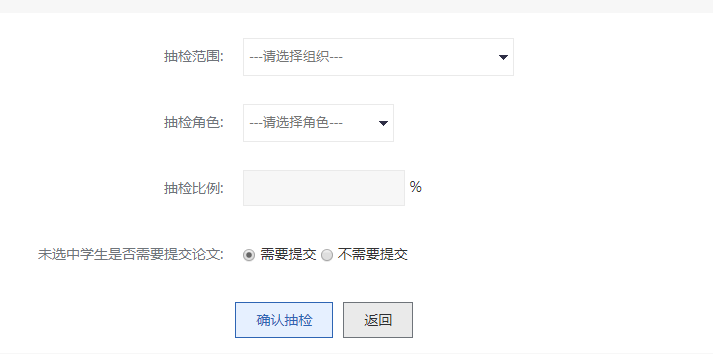 抽检范围: ---请选择组织---
抽检角色: ---请选择角色---
抽检比例: %
未选中学生是否需要提交论文: 需要提交 不需要提交
确认抽检 返回